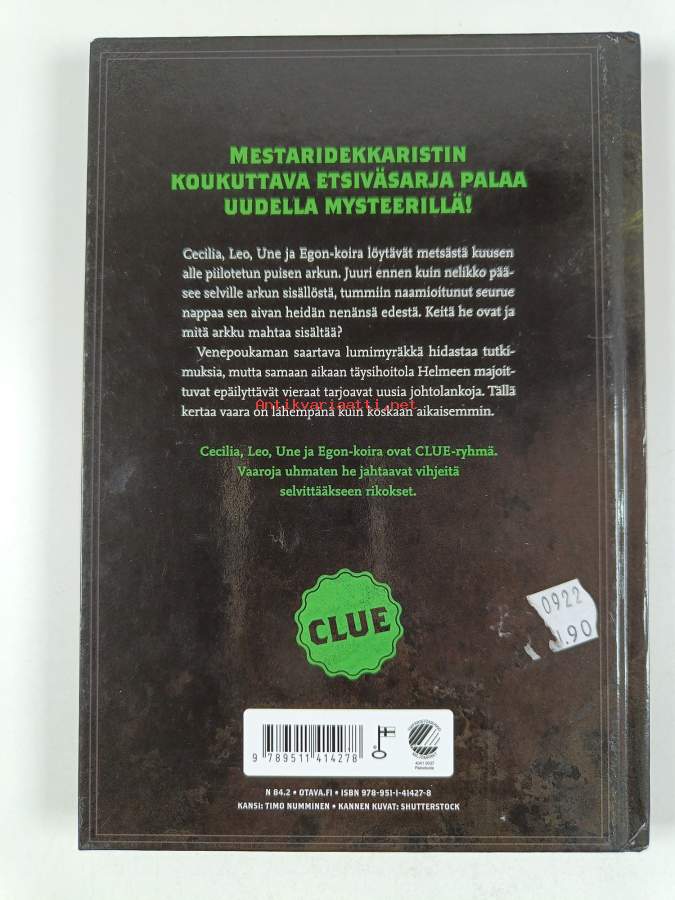 MESTARIDEKKARISTIN
KOUKUTTAVA ETSIVÄSARJA PALAA
UUDELLA MYSTEERILLÄ!
Cecilia, Leo, Une ja Egon-koira löytävät metsästä kuusen
alle piilotetun puisen arkun. Juuri ennen kuin nelikko pää-
see selville arkun sisällöstä, tummiin naamioitunut seurue
nappaa sen aivan heidän nenänsä edestä. Keitä he ovat ja
mitä arkku mahtaa sisältää?
Venepoukaman saartava lumimyräkkä hidastaa tutki-
muksia, mutta samaan aikaan täysihoitola Helmeen majoit-
tuvat epäilyttävät vieraat tarjoavat uusia johtolankoja. Tällä
Antikvariaatti.net
kertaa vaara on lähempänä kuin koskaan aikaisemmin.
Cecilia, Leo, Une ja Egon-koira ovat CLUE-ryhmä.
Vaaroja uhmaten he jahtaavat vihjeitä
selvittääkseen rikokset.
CLUE
0922
.90
9 789511 414278
N 84.2 • OTAVA.FI • ISBN 978-951-1-41427-8
KANSI: TIMO NUMMINEN • KANNEN KUVAT: SHUTTERSTOCK